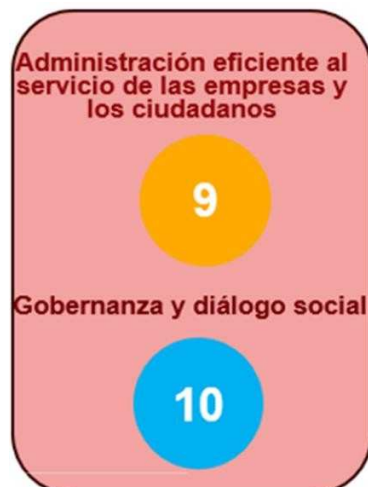 Administración eficiente al
servicio de las empresas y
los ciudadanos
9
Gobernanza y diálogo social
10